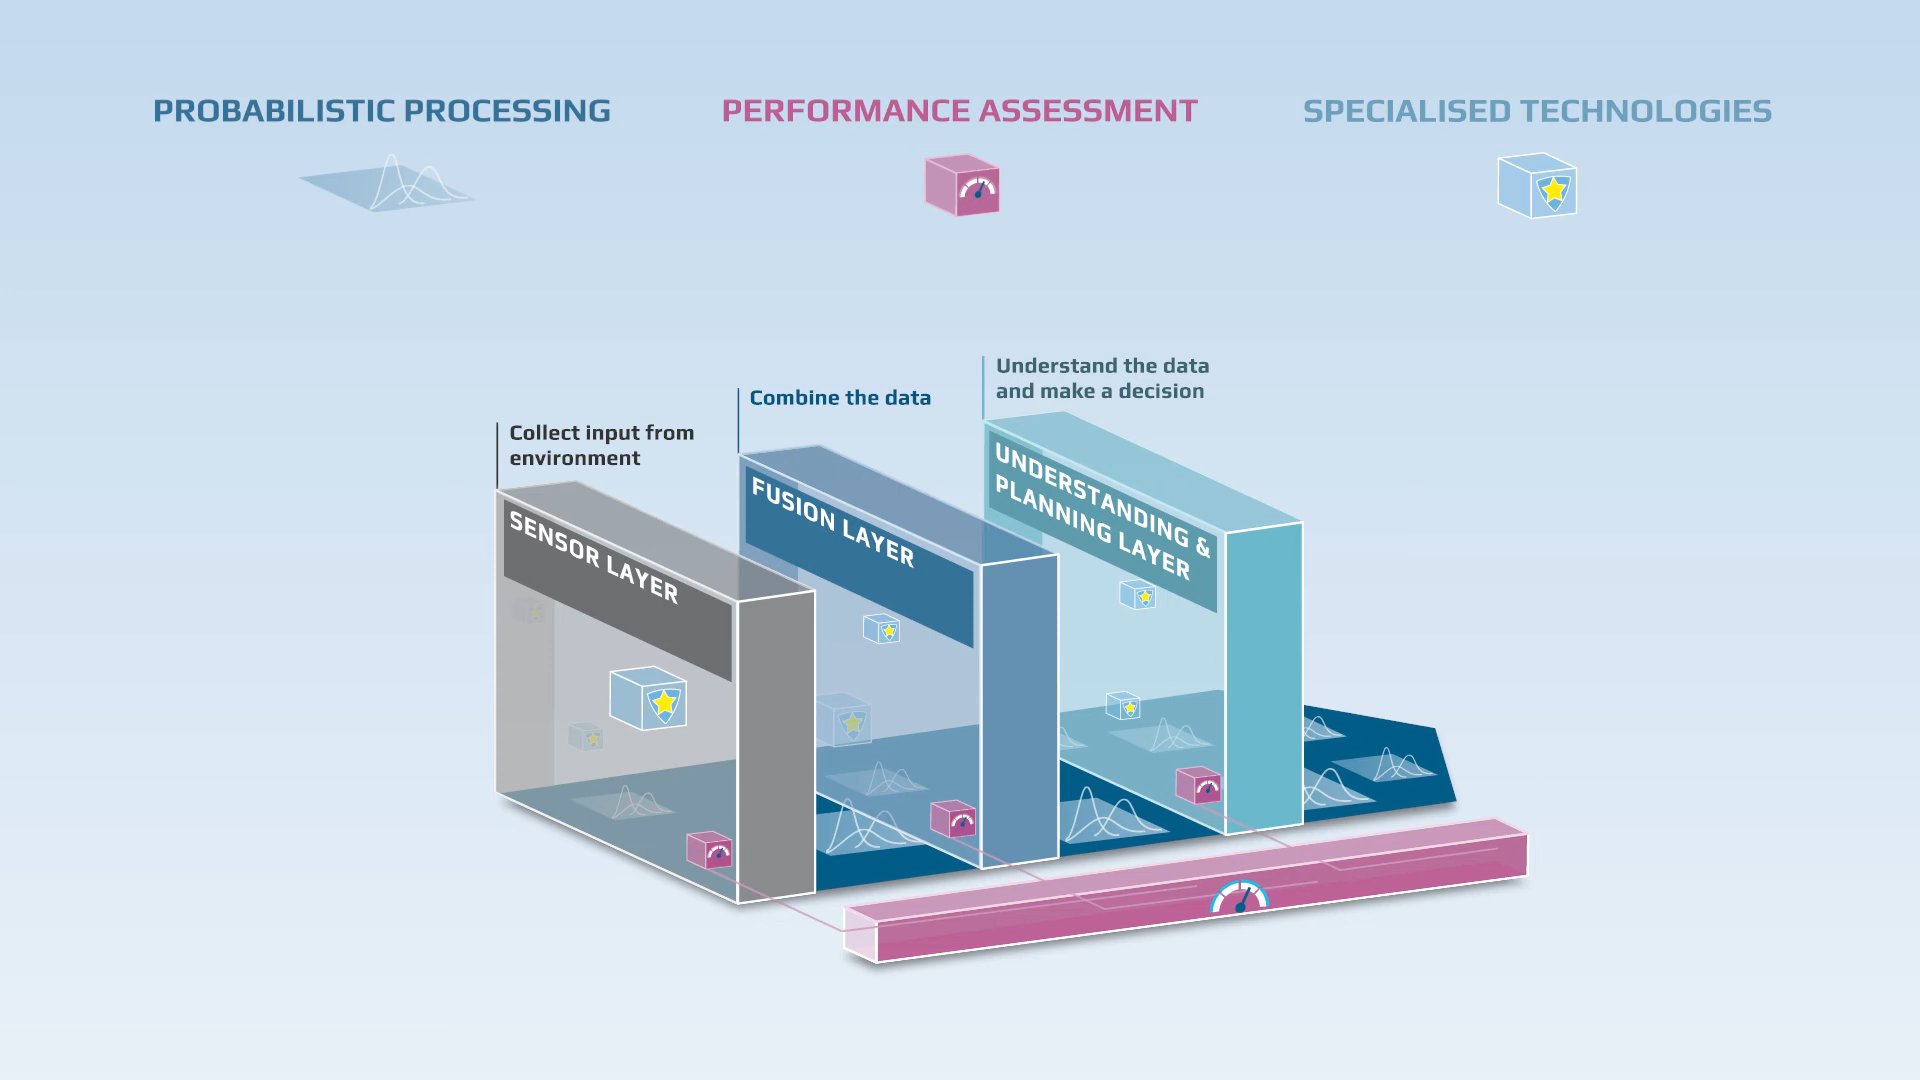 PROBABILISTIC PROCESSING
PERFORMANCE ASSESSMENT
SPECIALISED TECHNOLOGIES
Collect input from
environment
Combine the data
Understand the data
and make a decision
SENSOR LAYER
FUSION LAYER
UNDERSTANDING &
PLANNING LAYER